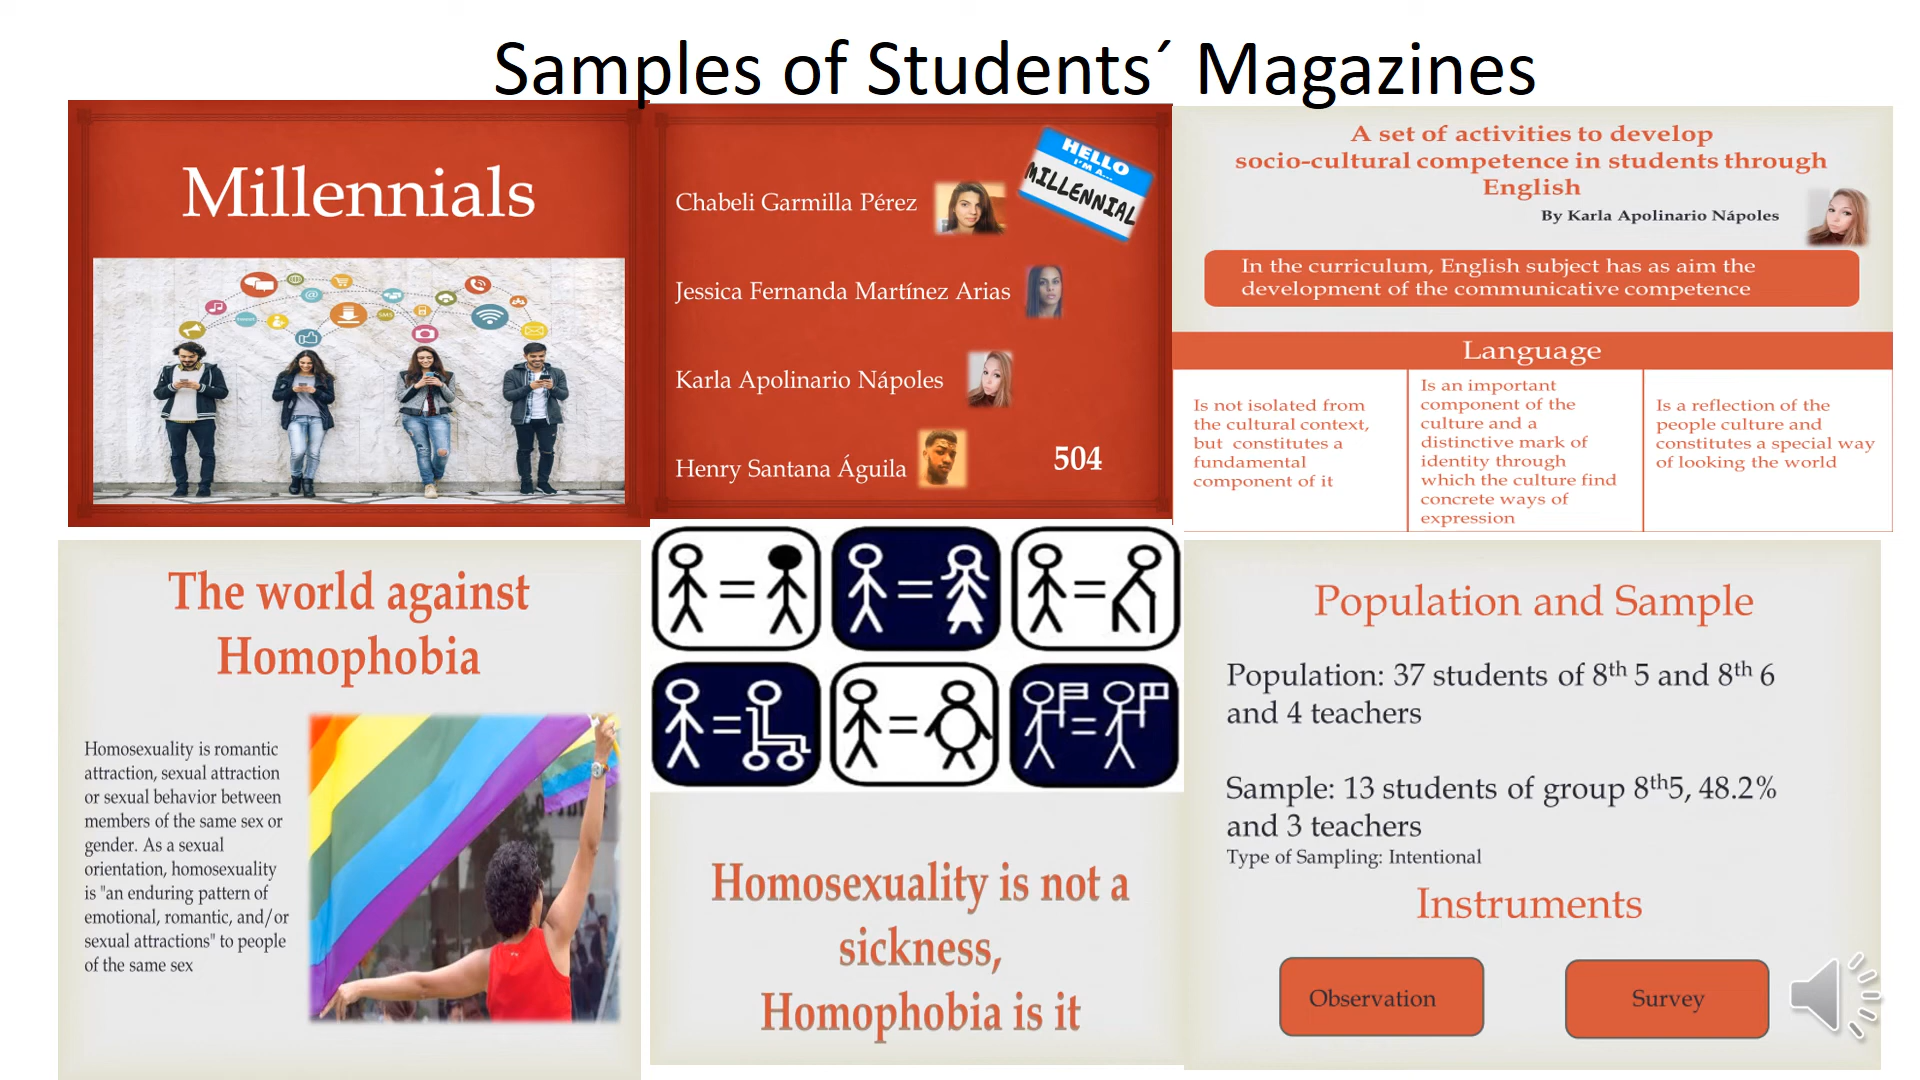 Samples of Students´ Magazines
Millennials
Chabeli Garmilla Pérez
HELLO
I'M A...
MILLENNIAL
Jessica Fernanda Martínez Arias
Karla Apolinario Nápoles
Henry Santana Águila
504
A set of activities to develop
socio-cultural competence in students through
English
By Karla Apolinario Nápoles
In the curriculum, English subject has as aim the
development of the communicative competence
Language
Is not isolated from
the cultural context,
but constitutes a
fundamental
component of it
Is an important
component of the
culture and a
distinctive mark of
identity through
which the culture find
concrete ways of
expression
Is a reflection of the
people culture and
constitutes a special way
of looking the world
The world against
Homophobia
Homosexuality is romantic
attraction, sexual attraction
or sexual behavior between
members of the same sex or
gender. As a sexual
orientation, homosexuality
is "an enduring pattern of
emotional, romantic, and/or
sexual attractions" to people
of the same sex
Homosexuality is not a
sickness,
Homophobia is it
Population and Sample
Population: 37 students of 8th 5 and 8th 6
and 4 teachers
Sample: 13 students of group 8th5, 48.2%
and 3 teachers
Type of Sampling: Intentional
Instruments
Observation
Survey